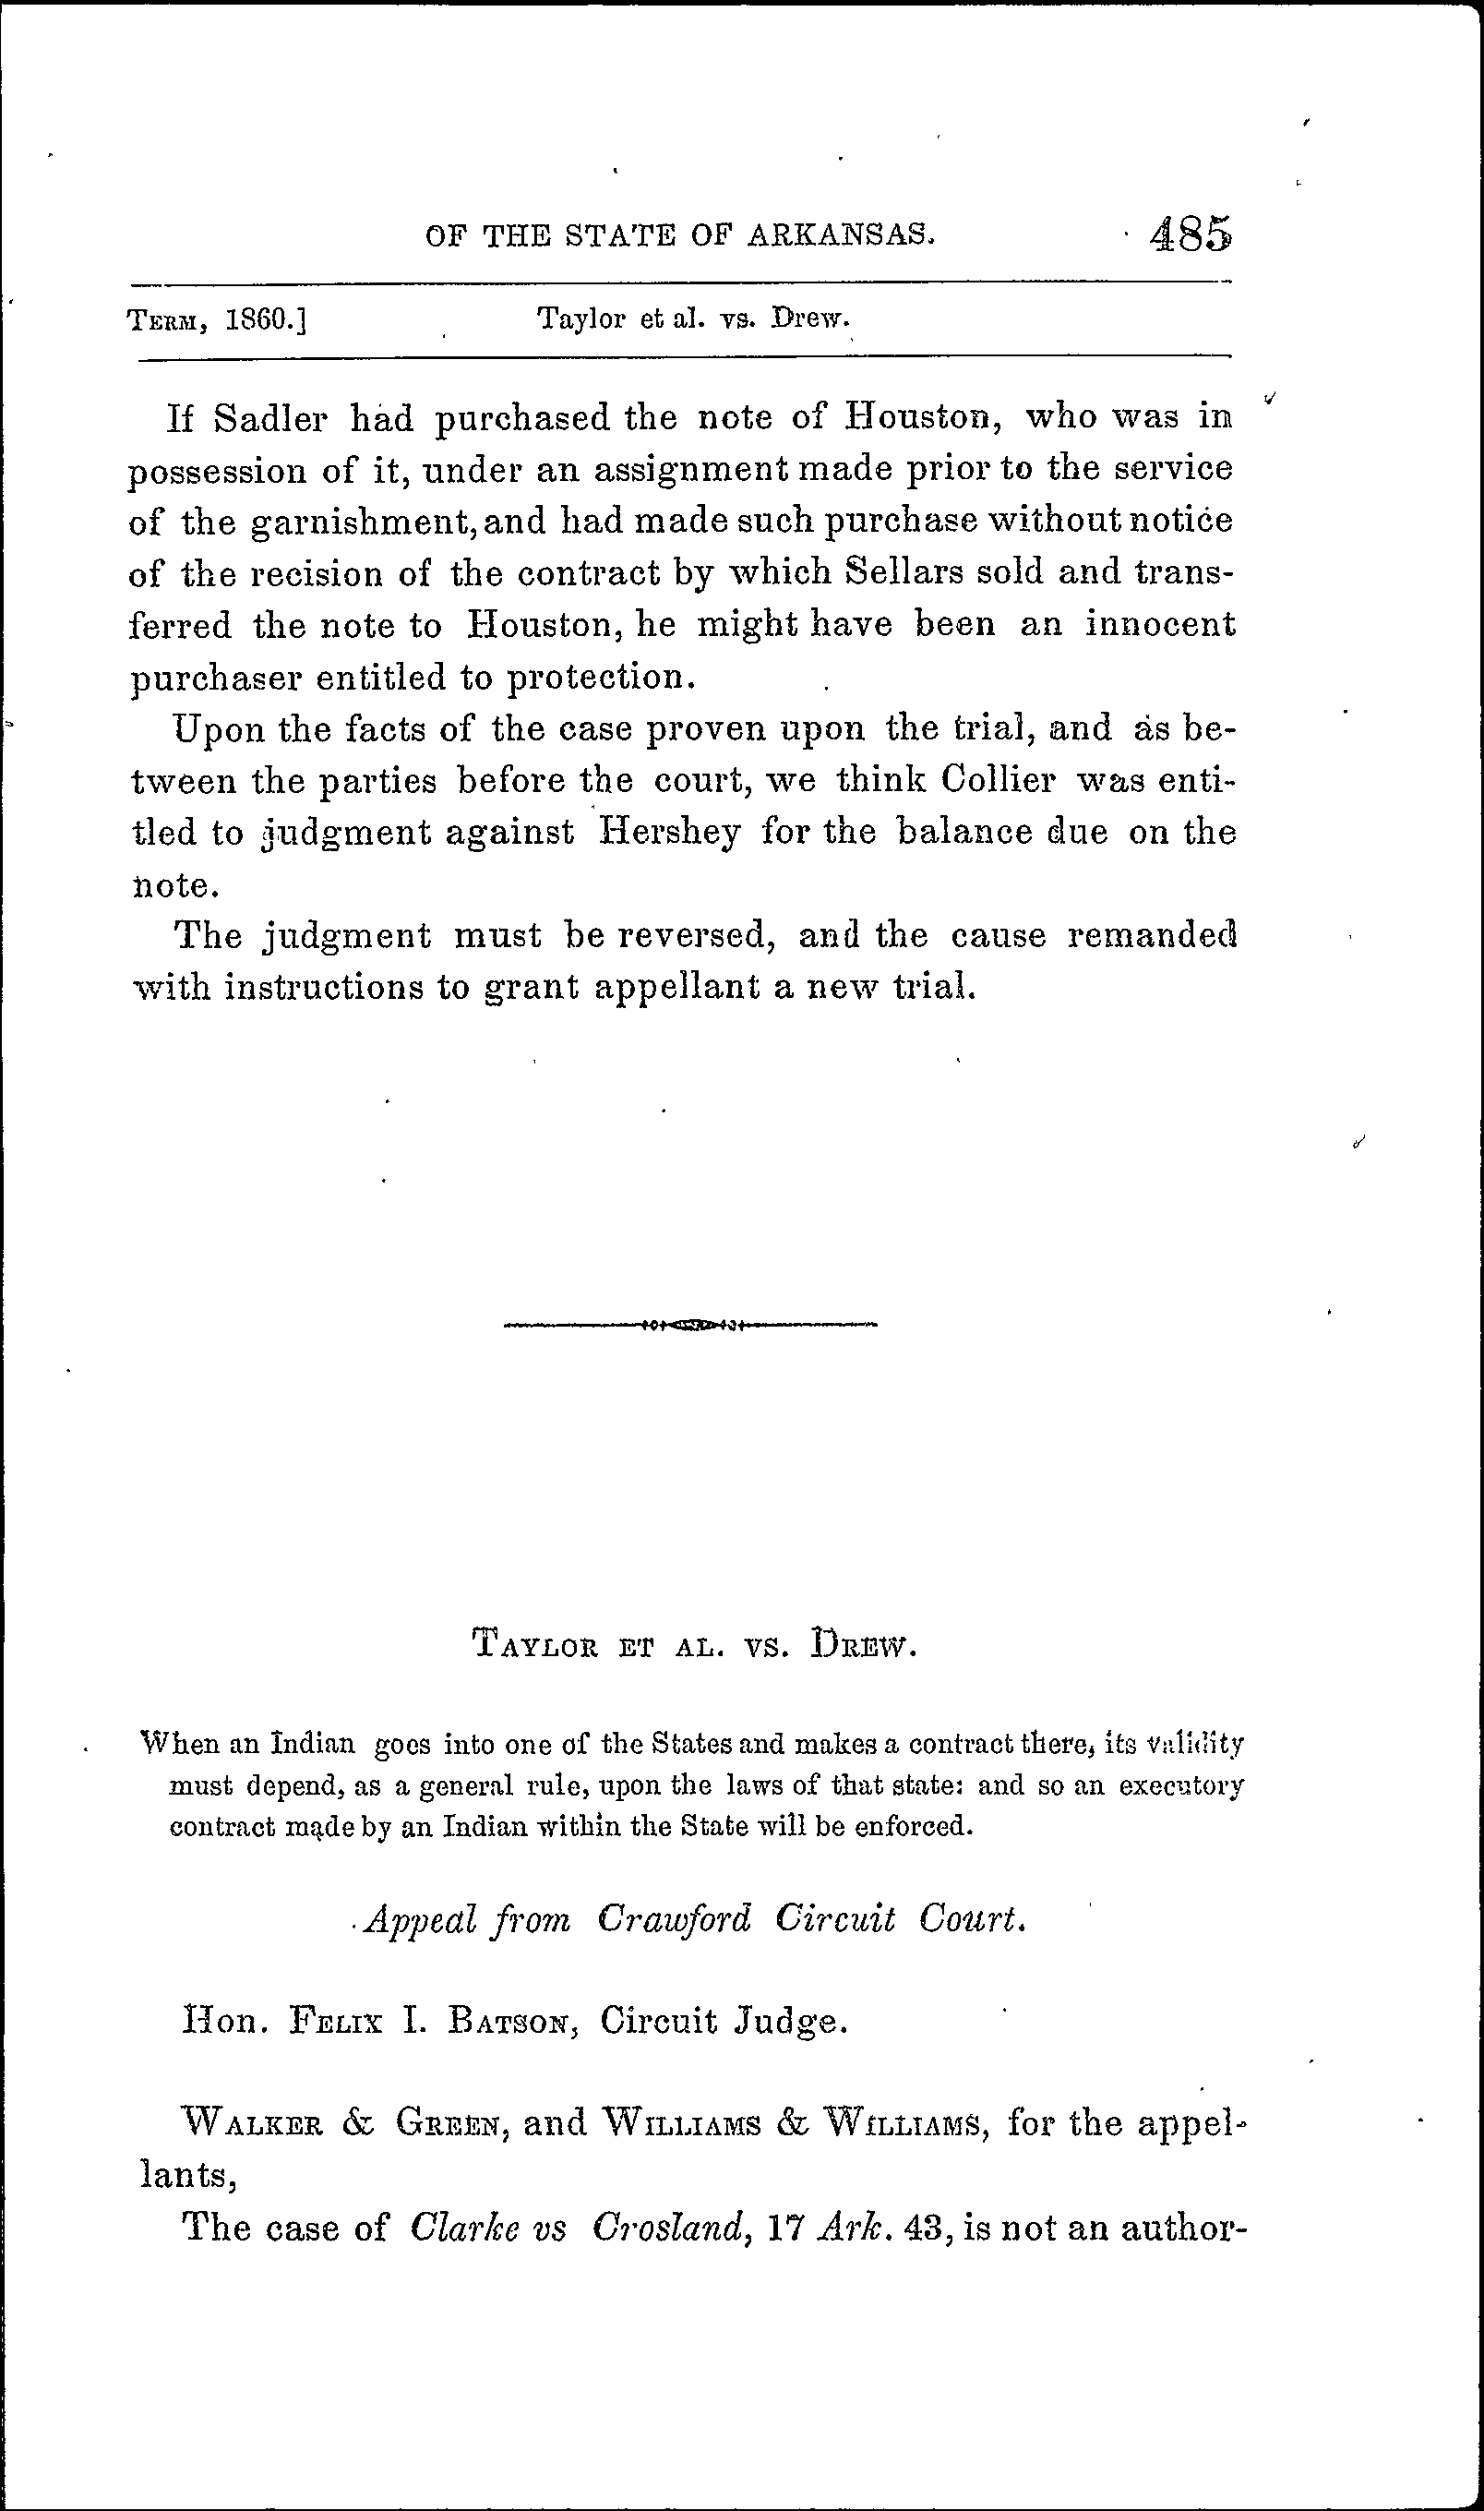 OF THE STATE OF ARKANSAS. 485
TERM, 1860.] Taylor et al. vs. Drew.
If Sadler had purchased the note of Houston, who was in
possession of it, under an assignment made prior to the service
of the garnishment, and had made such purchase without notice
of the recision of the contract by which Sellars sold and trans-
ferred the note to Houston, he might have been an innocent
purchaser entitled to protection.
Upon the facts of the case proven upon the trial, and as be-
tween the parties before the court, we think Collier was enti-
tled to judgment against Hershey for the balance due on the
note.
The judgment must be reversed, and the cause remanded
with instructions to grant appellant a new trial.
TAYLOR ET AL. VS. DREW.
When an Indian goes into one of the States and makes a contract there, its validity
must depend, as a general rule, upon the laws of that state: and so an executory
contract made by an Indian within the State will be enforced.
Appeal from Crawford Circuit Court.
Hon. FELIX I. BATSON, Circuit Judge.
WALKER & GREEN, and WILLIAMS & WILLIAMS, for the appel-
lants,
The case of Clarke vs Crosland, 17 Ark. 43, is not an author-